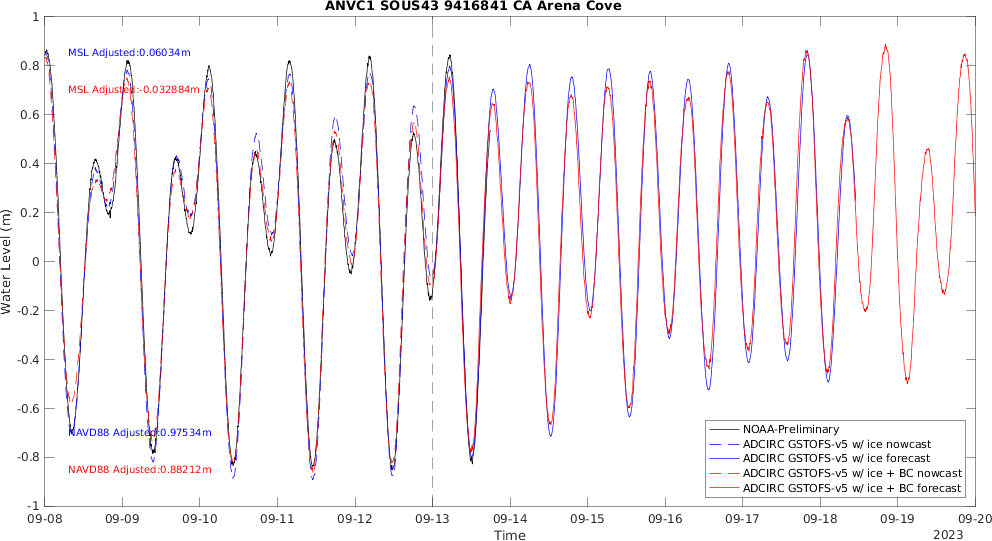 ANVC1 SOUS43 9416841 CA Arena Cove
MSL Adjusted:0.06034m
MSL Adjusted:-0.032884m
NAVD88 Adjusted:0.97534m
NAVD88 Adjusted:0.88212m
Water Level (m)
1
0.8
0.6
0.4
0.2
0
-0.2
-0.4
-0.6
-0.8
-1
NOAA-Preliminary
ADCIRC GSTOFS-v5 w/ ice nowcast
ADCIRC GSTOFS-v5 w/ ice forecast
ADCIRC GSTOFS-v5 w/ ice + BC nowcast
ADCIRC GSTOFS-v5 w/ ice + BC forecast
09-08 09-09 09-10 09-11 09-12 09-13 09-14 09-15 09-16 09-17 09-18 09-19 09-20
Time
2023